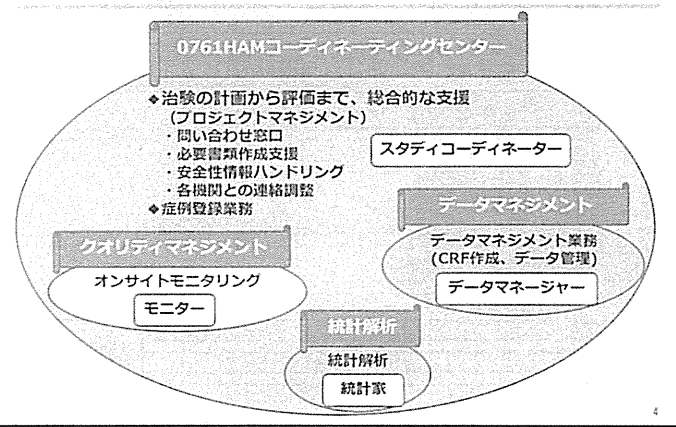 0761HAMコーディネーティングセンター
❖治験の計画から評価まで、総合的な支援
(プロジェクトマネジメント)
・問い合わせ窓口
・必要書類作成支援
・安全性情報ハンドリング
・各機関との連絡調整
❖症例登録業務
スタディコーディネーター
データマネジメント
データマネジメント業務
(CRF作成、データ管理)
データマネージャー
クオリティマネジメント
オンサイトモニタリング
モニター
統計解析
統計解析
統計家
4